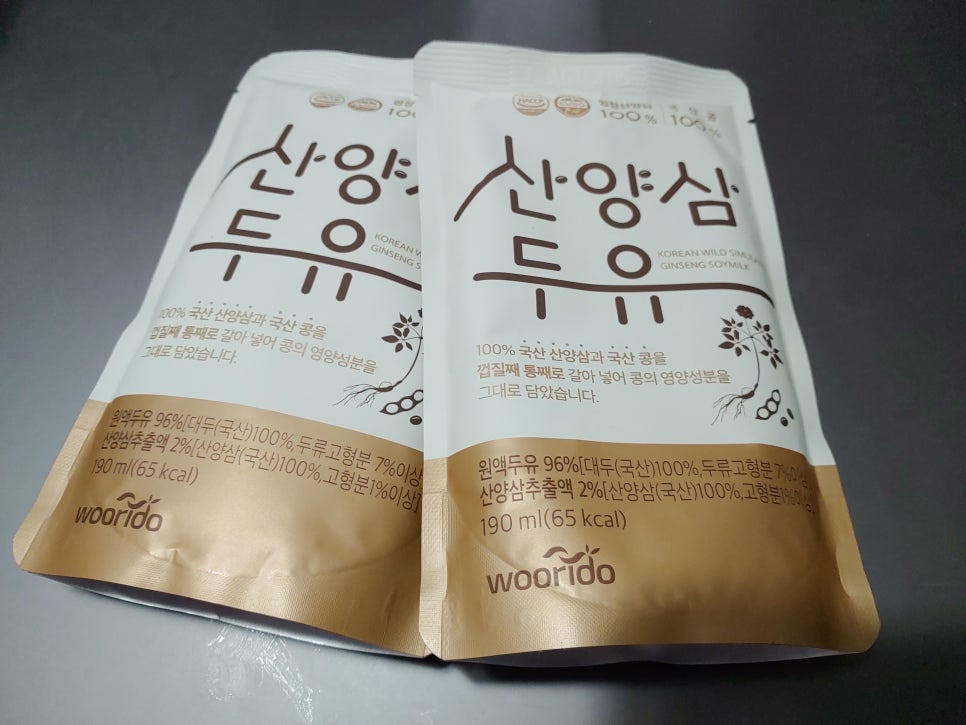 100
산양
두유
KOREAN
GINSENG
100% 국산 산양삼과 국산 콩을
껍질째 통째로 갈아 넣어 콩의 영양성분을
그대로 담았습니다.
원액두유 96%[대두(국산)100%,두류고형분 7%이상
산양삼추출액 2%[산양삼(국산)100%,고형분1%이상]
190 ml(65 kcal)
woorido
HACCP
100% 100%
산양삼
두유
KOREAN WILD
GINSENG SOYMILK
100% 국산 산양삼과 국산 콩을
껍질째 통째로 갈아 넣어 콩의 영양성분을
그대로 담았습니다.
원액두유 96%[대두(국산)100%,두류고형분 7%이상
산양삼추출액 2%[산양삼(국산)100%,고형분1%이상]
190 ml(65 kcal)
woorido